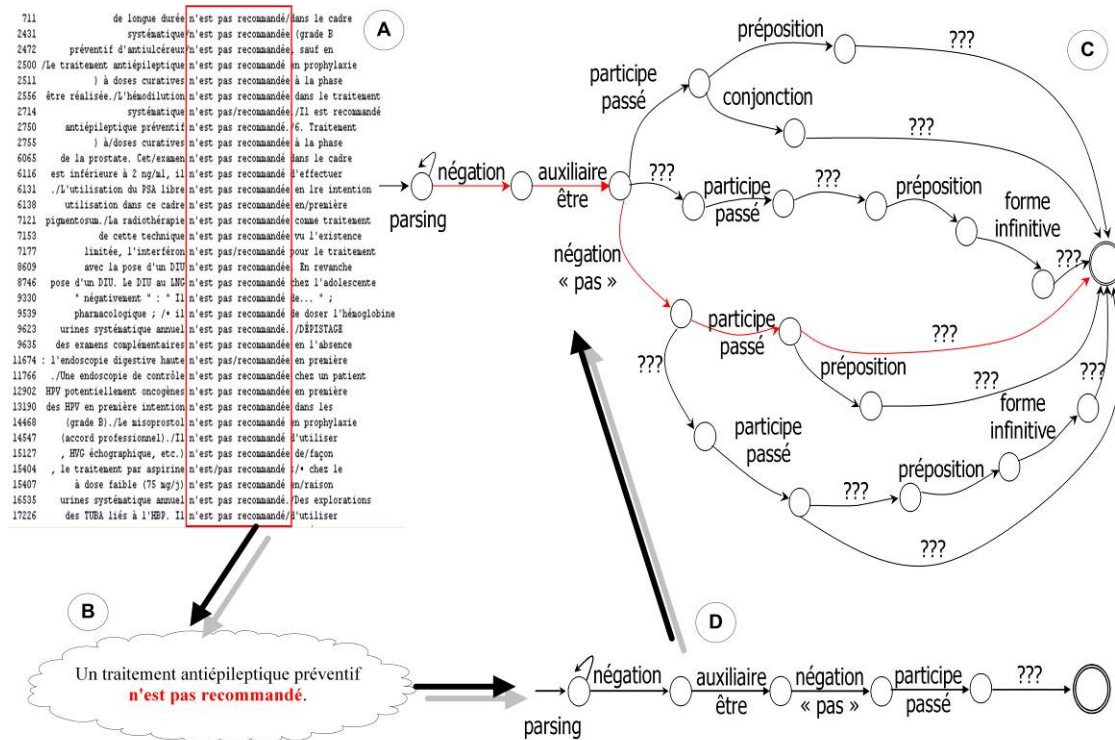 711 de longue durée n'est pas recommandé/dans le cadre
2431 systématique/n'est pas recommandée (grade B
2472 préventif d'antiulcéreux/n'est pas recommandée, sauf en
2500 /Le traitement antiépileptique n'est pas recommandé en prophylaxie
2511 ) à doses curatives n'est pas recommandée à la phase
2556 être réalisée./L'hémodilution n'est pas recommandée dans le traitement
2714 systématique n'est pas/recommandée /Il est recommandé
2750 antiépileptique préventif n'est pas recommandé./6. Traitement
2755 ) à/doses curatives n'est pas recommandée à la phase
6065 de la prostate. Cet/examen n'est pas recommandé dans le cadre
6116 est inférieure à 2 ng/ml, il n'est pas recommandé d'effectuer
6131 ./L'utilisation du PSA libre n'est pas recommandée en 1re intention
6138 utilisation dans ce cadre n'est pas recommandée en/première
7121 pigmentosum./La radiothérapie n'est pas recommandée comme traitement
7153 de cette technique n'est pas recommandée vu l'existence
7177 limitée, l'interféron n'est pas/recommandé pour le traitement
8609 avec la pose d'un DIU n'est pas recommandée. En revanche
8746 pose d'un DIU. Le DIU au LNG n'est pas recommandé chez l'adolescente
9330 " négativement " : " Il n'est pas recommandé de... " ;
9539 pharmacologique ; /• il n'est pas recommandé de doser l'hémoglobine
9623 urines systématique annuel n'est pas recommandé. /DÉPISTAGE
9635 des examens complémentaires n'est pas recommandée en l'absence
11674 : l'endoscopie digestive haute n'est pas/recommandée en première
11766 ./Une endoscopie de contrôle n'est pas recommandée chez un patient
12902 HPV potentiellement oncogènes n'est pas recommandée en première
13190 des HPV en première intention n'est pas recommandée dans les
14468 (grade B)./Le misoprostol n'est pas recommandé en prophylaxie
14547 (accord professionnel)./Il n'est pas recommandé d'utiliser
15127 , HVG échographique, etc.) n'est pas recommandée de/façon
15404 , le traitement par aspirine n'est/pas recommandé ;/• chez le
15407 à dose faible (75 mg/j) n'est pas recommandé en/raison
16535 urines systématique annuel n'est pas recommandé./Des explorations
17226 des TUBA liés à l'HBP. Il n'est pas recommandé/d'utiliser
A
C
préposition
???
participe
passé
conjonction
???
négation
auxiliaire
être
parsing
???
participe
passé
???
préposition
forme
infinitive
???
négation
« pas »
participe
passé
???
préposition
???
???
participe
passé
???
préposition
forme
infinitive
???
???
B
Un traitement antiépileptique préventif
n'est pas recommandé.
D
négation
auxiliaire
être
négation
« pas »
participe
passé
???
parsing